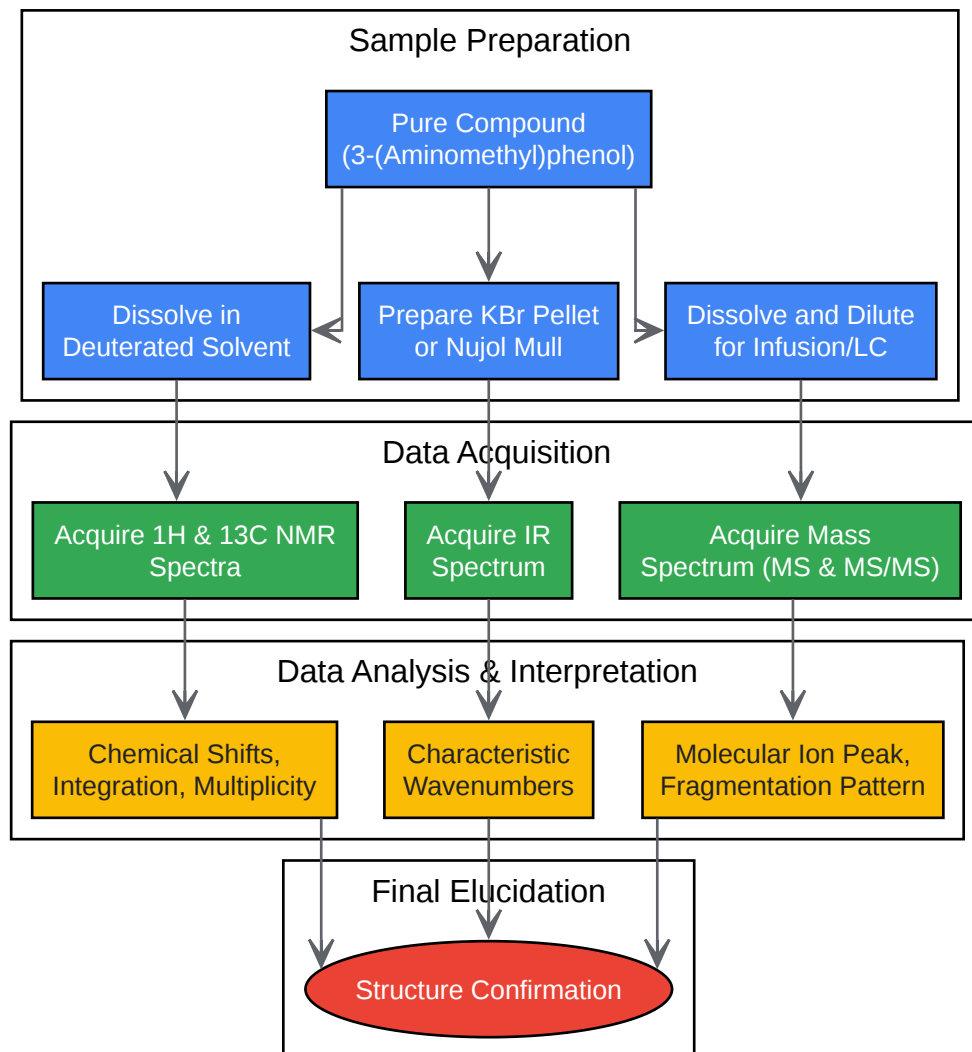 Sample Preparation
Pure Compound
(3-(Aminomethyl)phenol)
Dissolve in
Deuterated Solvent
Prepare KBr Pellet
or Nujol Mull
Dissolve and Dilute
for Infusion/LC
Data Acquisition
Acquire 1H & 13C NMR
Spectra
Acquire IR
Spectrum
Acquire Mass
Spectrum (MS & MS/MS)
Data Analysis & Interpretation
Chemical Shifts,
Integration, Multiplicity
Characteristic
Wavenumbers
Molecular Ion Peak,
Fragmentation Pattern
Final Elucidation
Structure Confirmation